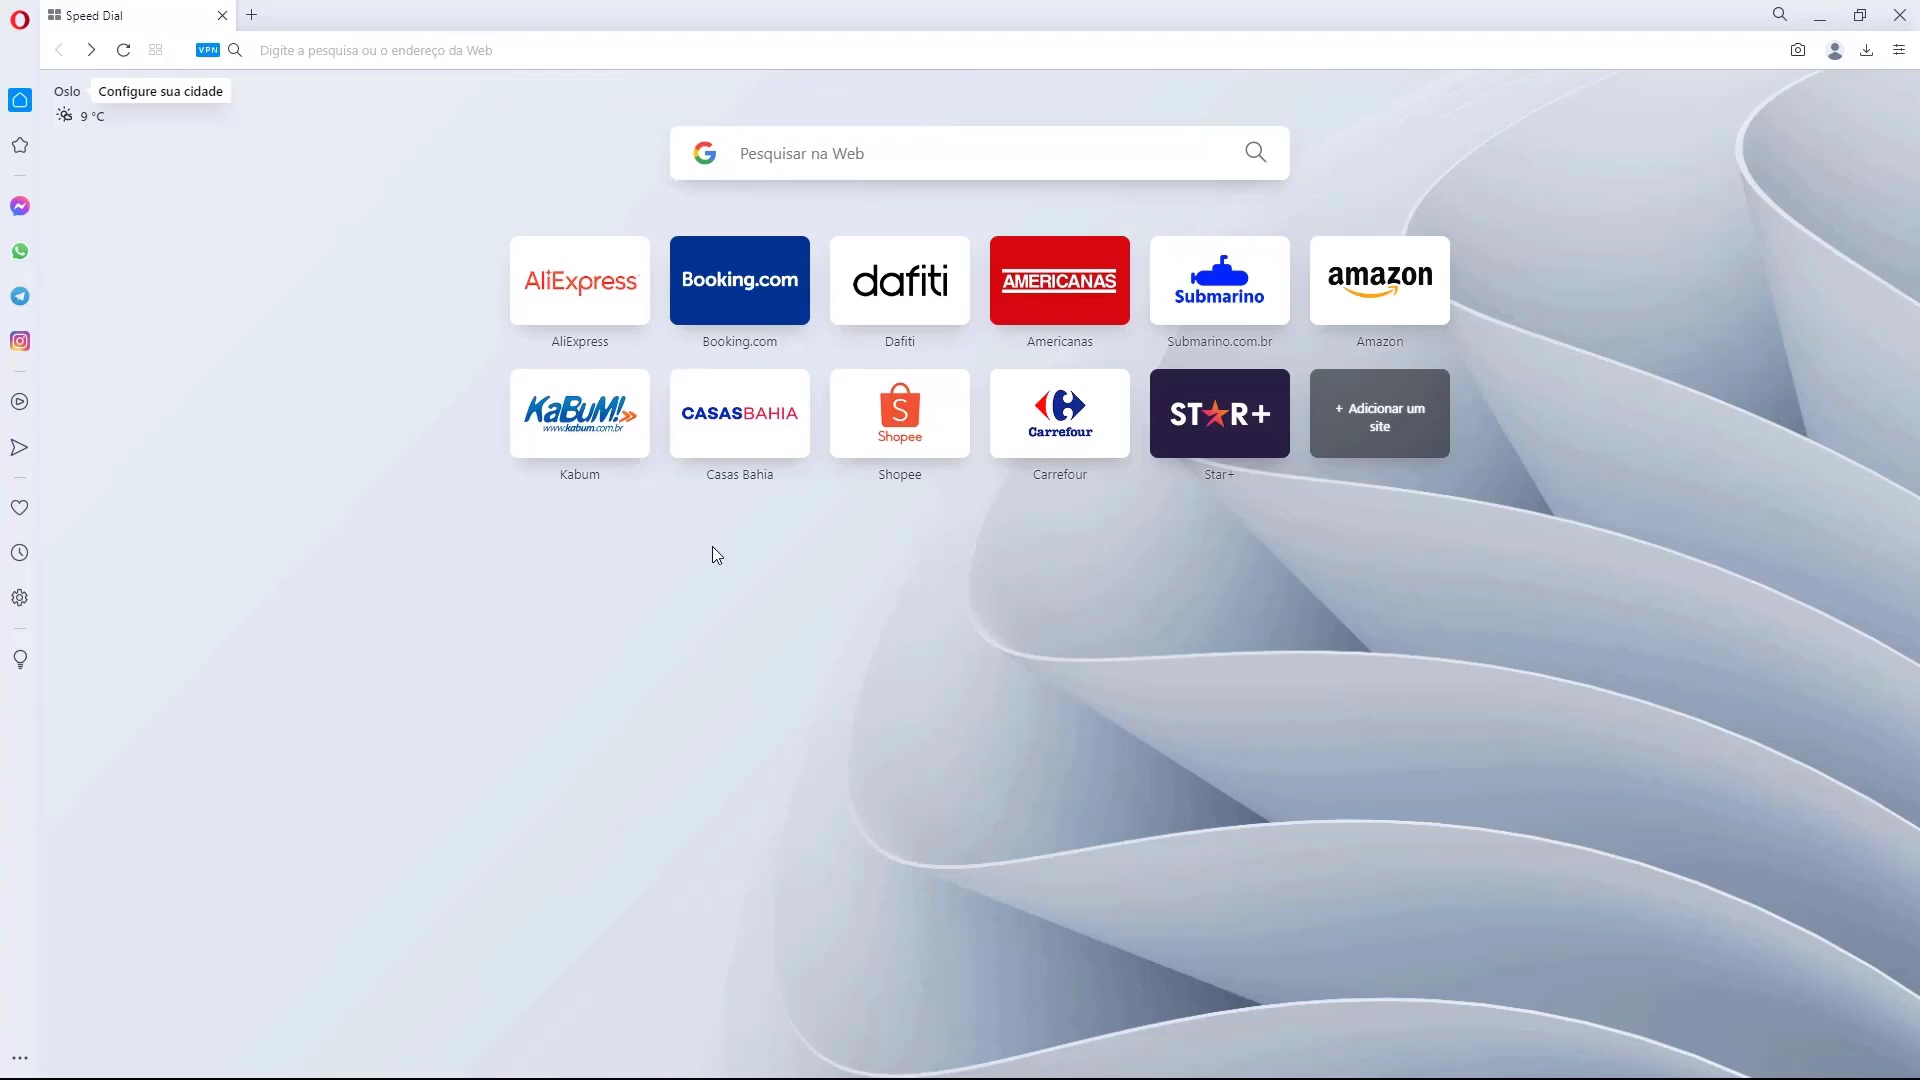 Speed Dial
VPN
Digite a pesquisa ou o endereço da Web
Oslo
Configure sua cidade
9 °C
Pesquisar na Web
AliExpress
Booking.com
dafiti
AMERICANAS
Submarino
amazon
AliExpress
Booking.com
Dafiti
Americanas
Submarino.com.br
Amazon
KaBuM!
www.kabum.com.br
CASASBAHIA
S
Shopee
Carrefour
ST★R+
+ Adicionar um
site
Kabum
Casas Bahia
Shopee
Carrefour
Star+